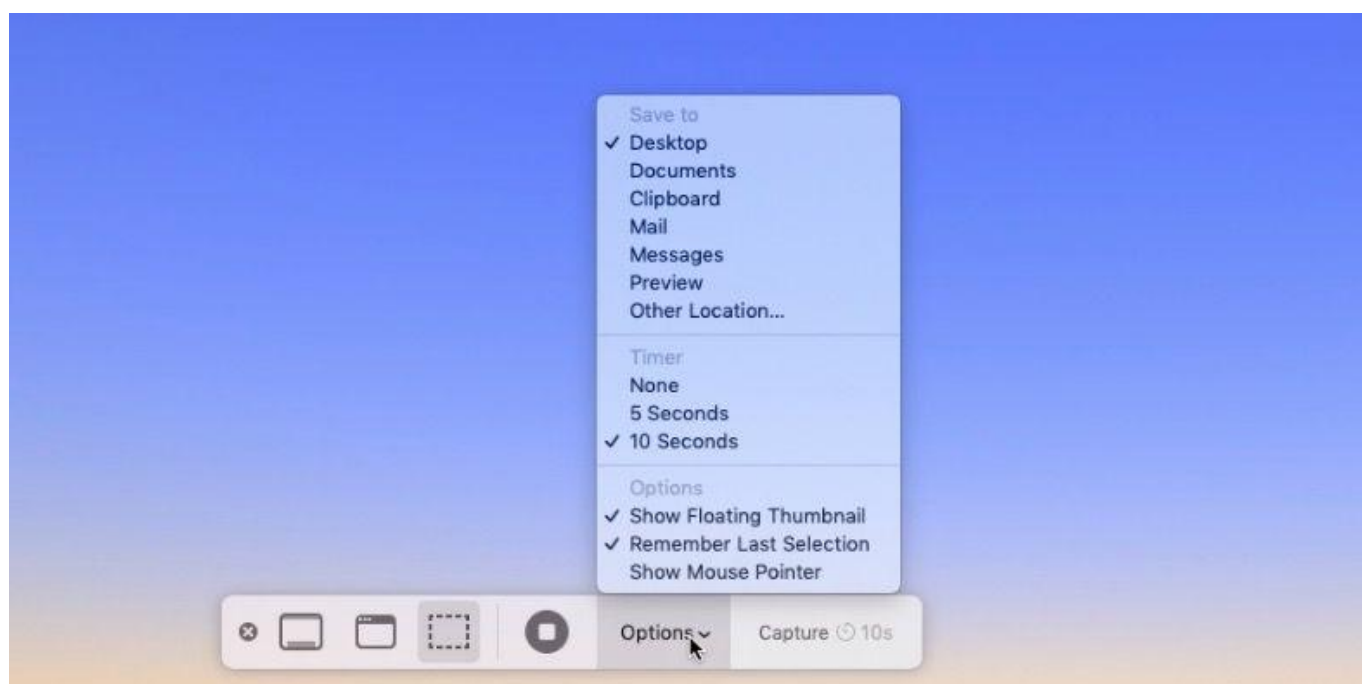 Save to
✓ Desktop
Documents
Clipboard
Mail
Messages
Preview
Other Location...
Timer
None
5 Seconds
✓ 10 Seconds
Options
✓ Show Floating Thumbnail
✓ Remember Last Selection
Show Mouse Pointer
Options Capture 10s